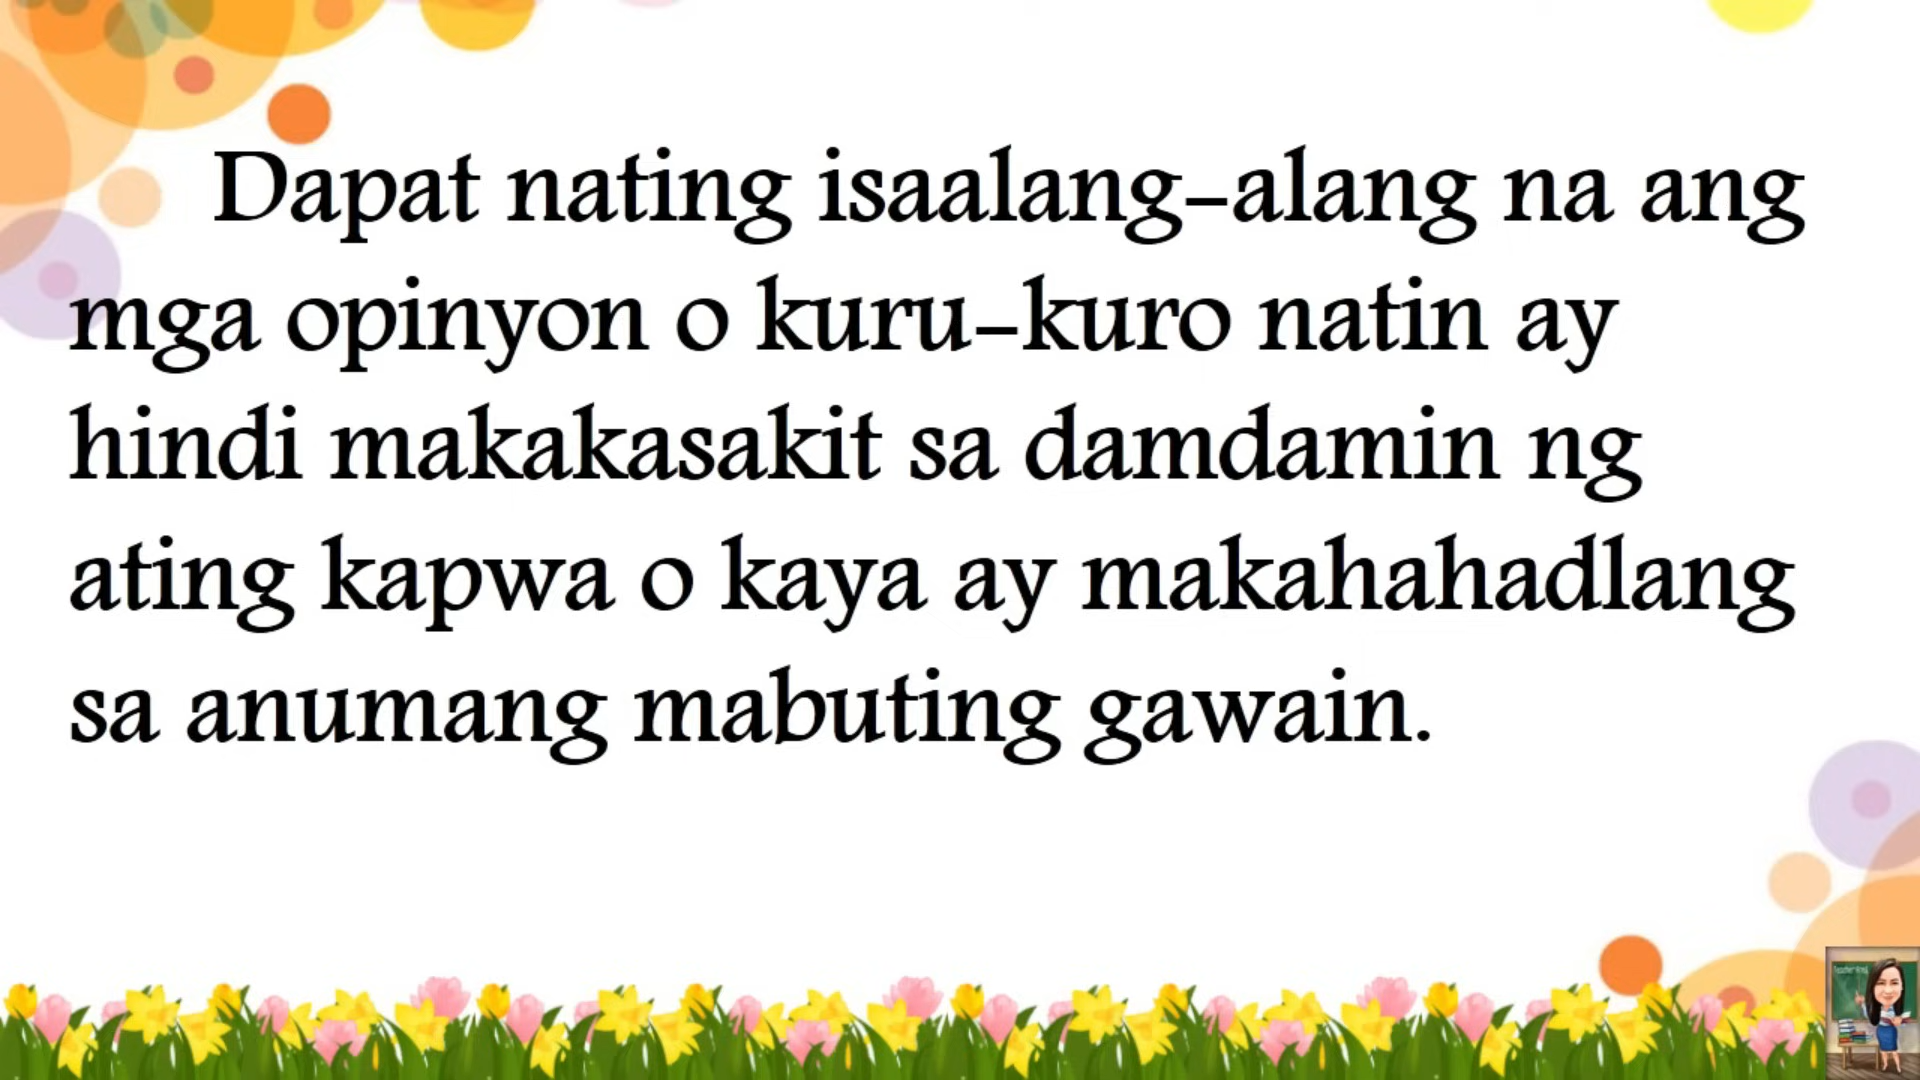 Dapat nating isaalang-alang na ang
mga opinyon o kuru-kuro natin ay
hindi makakasakit sa damdamin ng
ating kapwa o kaya ay makahahadlang
sa anumang mabuting gawain.